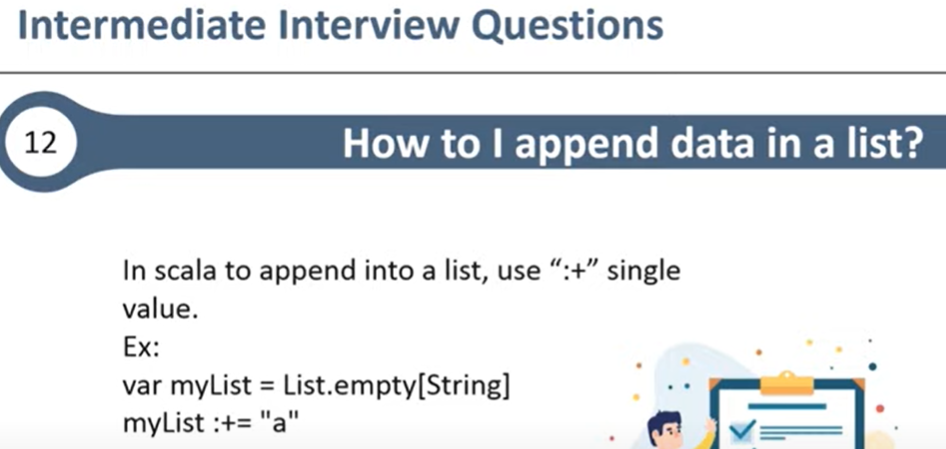 Intermediate Interview Questions
12
How to I append data in a list?
In scala to append into a list, use “:+” single
value.
Ex:
var myList = List.empty[String]
myList :+= "a"